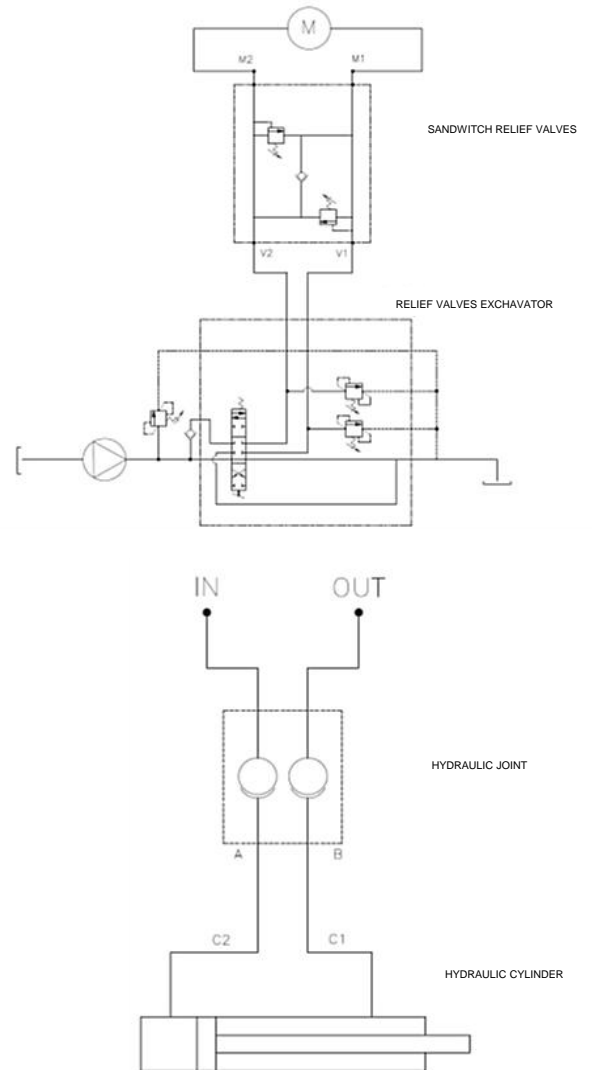 M
M2
M1
SANDWITCH RELIEF VALVES
V2
V1
RELIEF VALVES EXCHAVATOR
IN
OUT
HYDRAULIC JOINT
A
B
C2
C1
HYDRAULIC CYLINDER